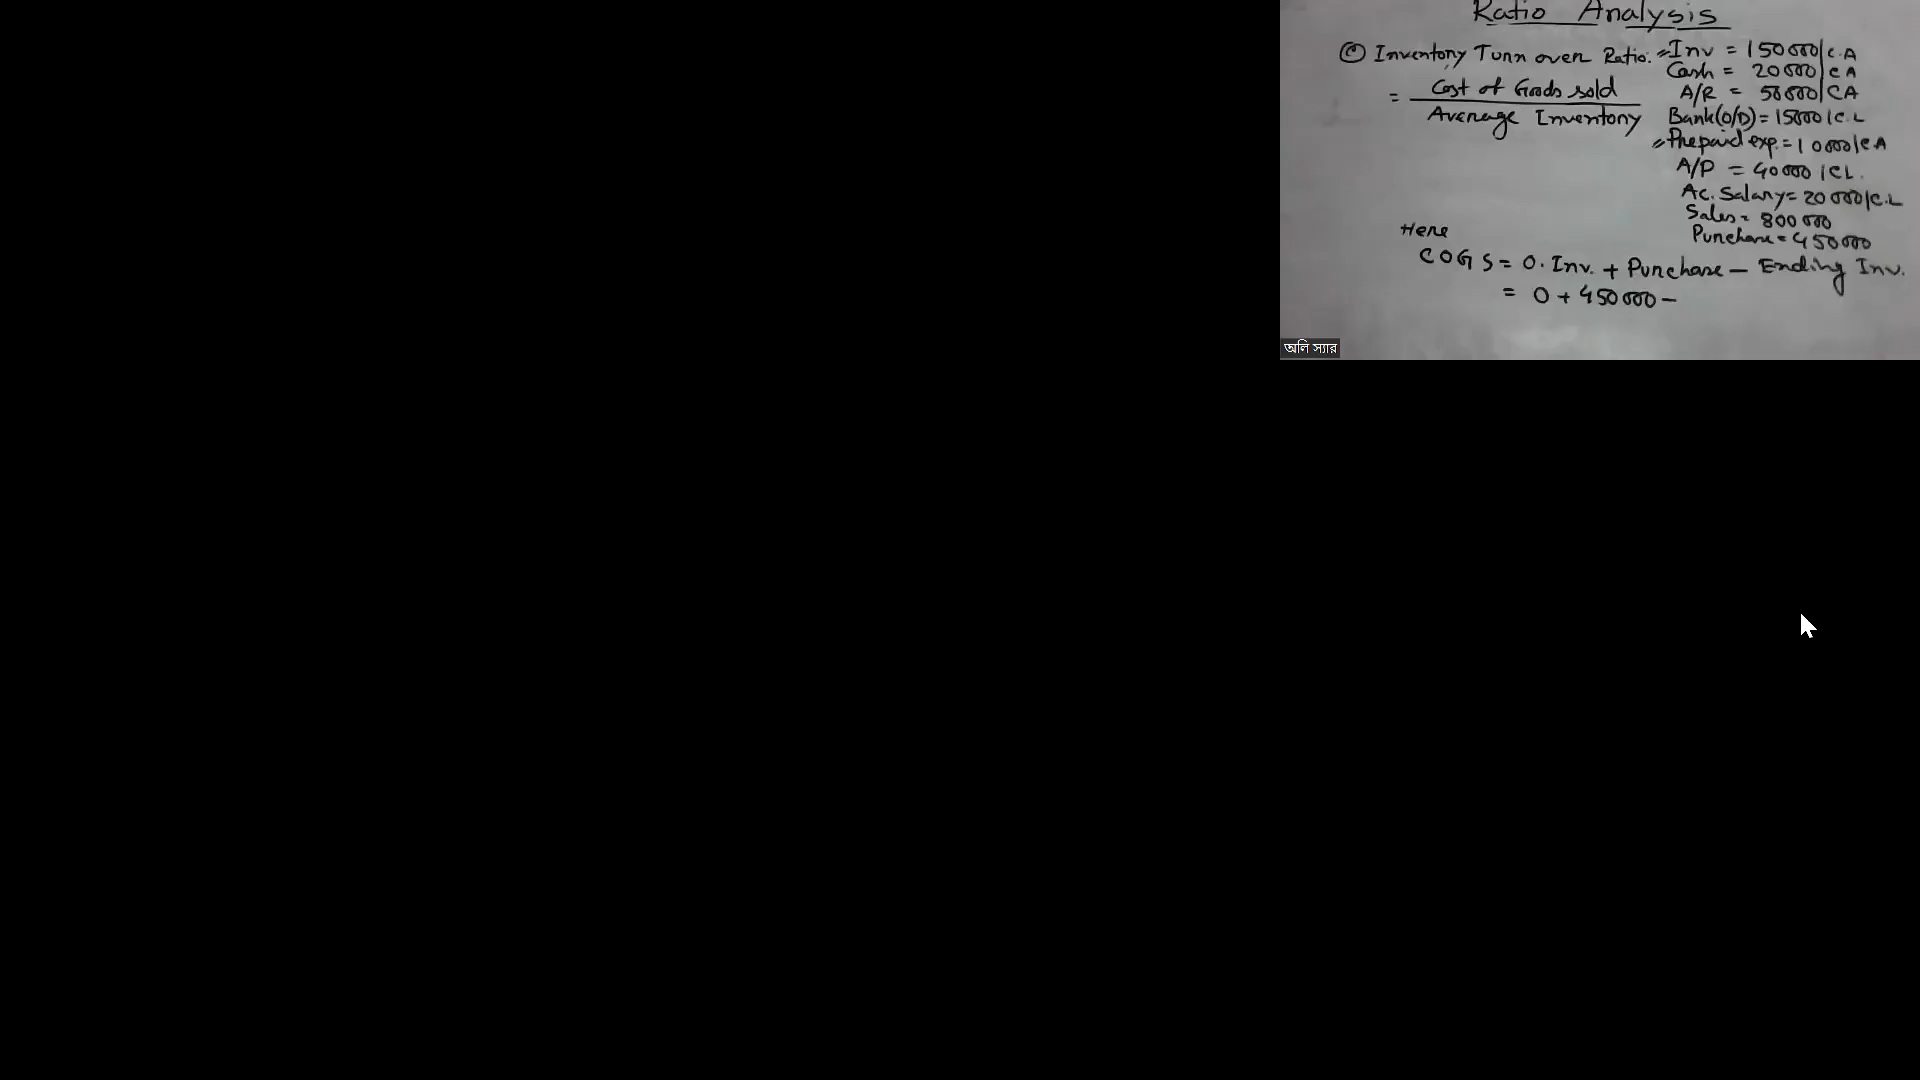 Ratio Analysis
Ⓒ Inventory Turn over Ratio:
= Cost of Goods sold
Average Inventory
Inv = 150000/C.A
Cash = 20000/CA
A/R = 50000/CA
Bank(O/D) = 15000/C.L
Prepaid exp. = 10000/CA
A/P = 40000/CL.
Ac. Salary = 20000/C.L
Sales = 800000
Purchase = 450000
Here
COGS = O. Inv. + Purchase – Ending Inv.
= 0 + 450000 –
অলি স্যার